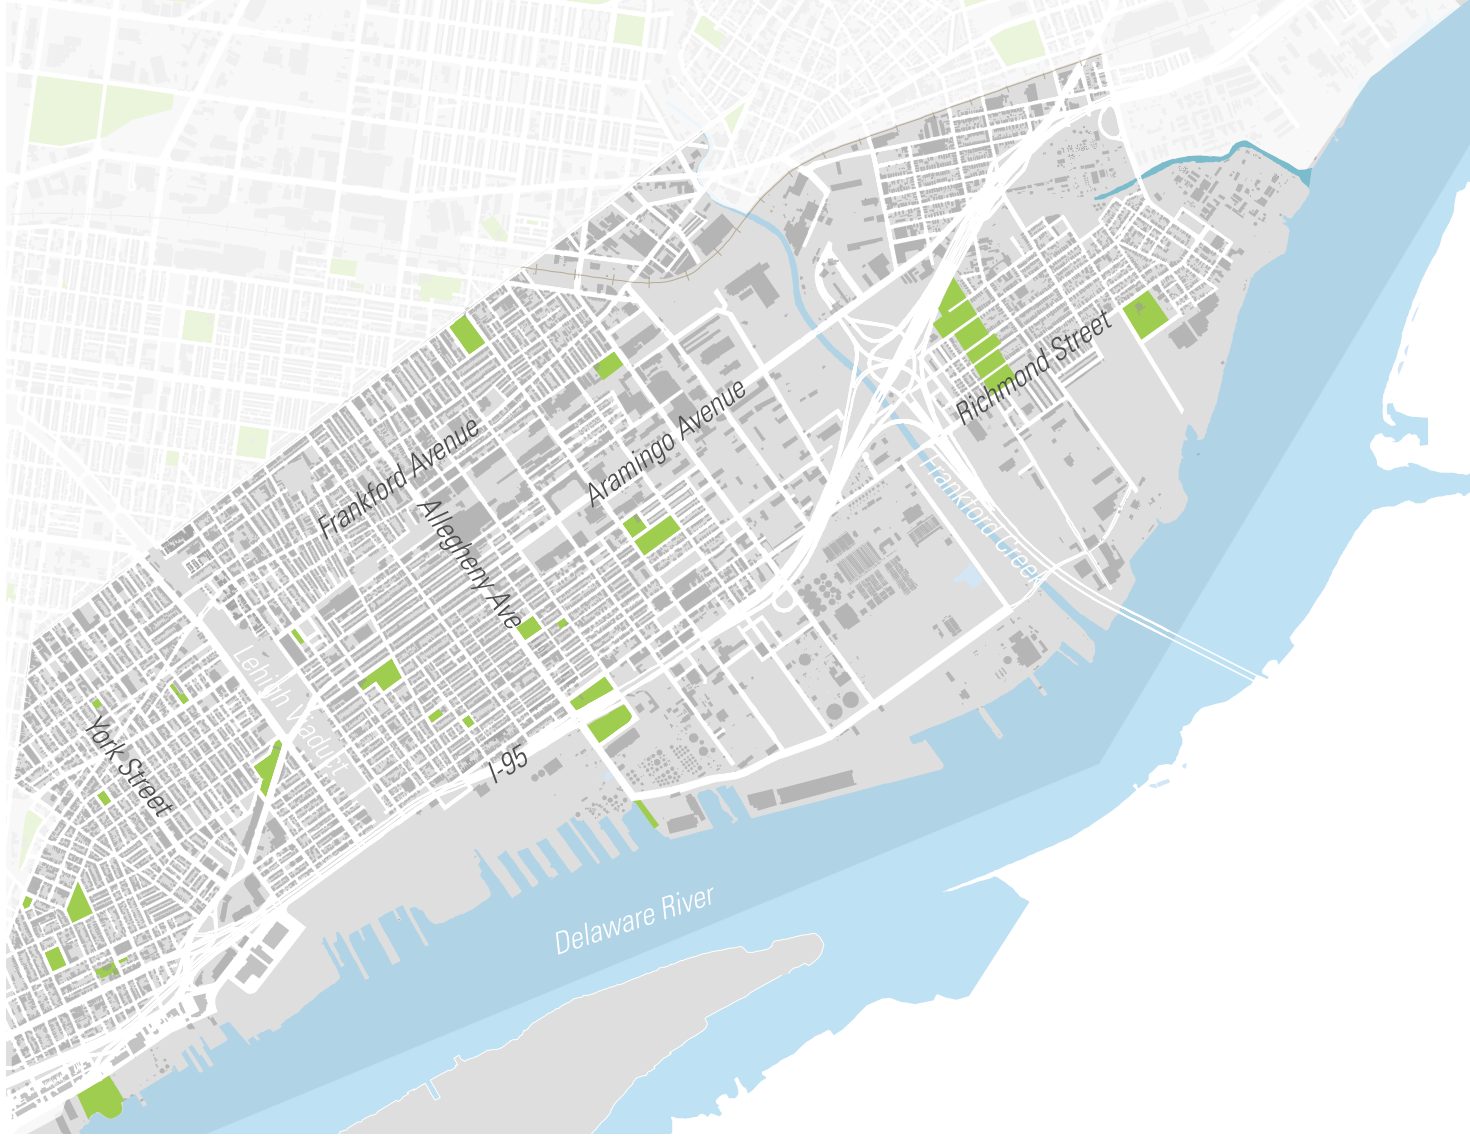 Richmond Street
Aramingo Avenue
Frankford Avenue
Allegheny Ave
Frankford Creek
Lehigh Viaduct
York Street
I-95
Delaware River